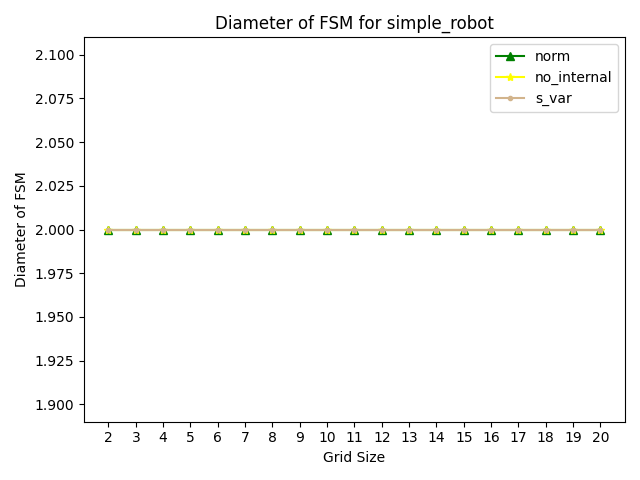 Diameter of FSM for simple_robot
norm
no_internal
s_var
Diameter of FSM
2.100
2.075
2.050
2.025
2.000
1.975
1.950
1.925
1.900
2 3 4 5 6 7 8 9 10 11 12 13 14 15 16 17 18 19 20
Grid Size